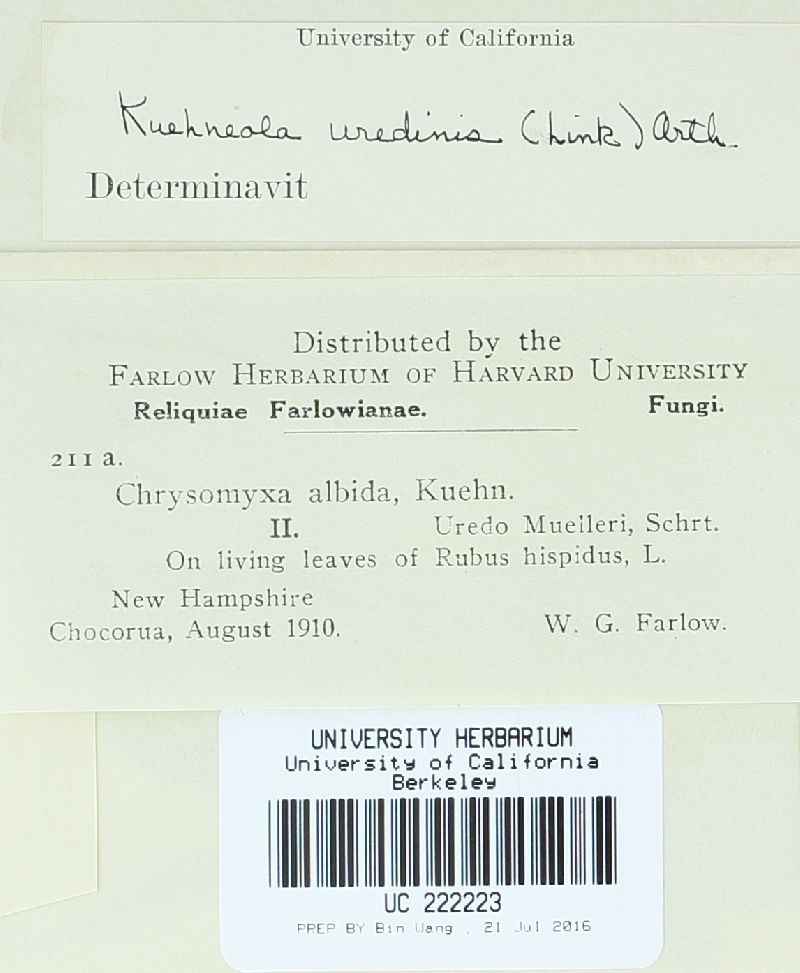 University of California
Kuehneola uredinia (Link) Arth.
Determinavit
Distributed by the
FARLOW HERBARIUM OF HARVARD UNIVERSITY
Reliquiae Farlowianae. Fungi.
211 a.
Chrysomyxa albida, Kuehn.
II. Uredo Muelleri, Schrt.
On living leaves of Rubus hispidus, L.
New Hampshire
Chocorua, August 1910. W. G. Farlow.
UNIVERSITY HERBARIUM
University of California
Berkeley
UC 222223
PREP BY Bin Wang , 21 Jul 2016